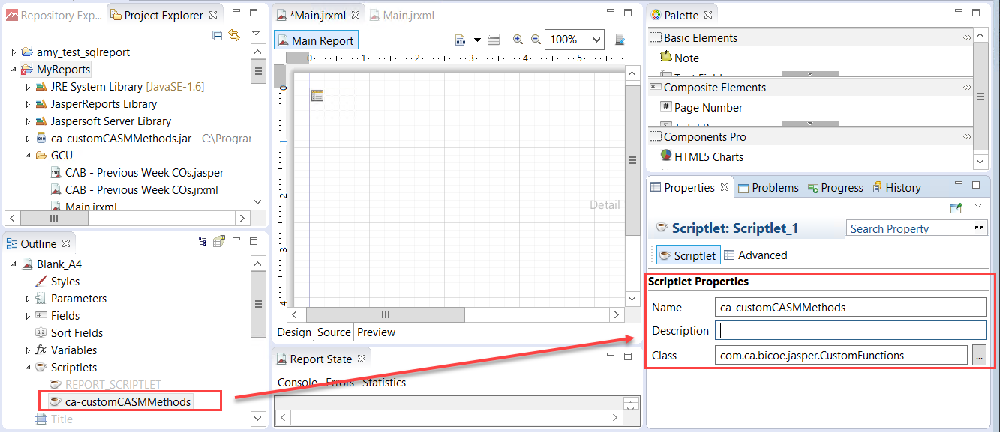 Repository Exp...
Project Explorer
amy_test_sqlreport
MyReports
JRE System Library [JavaSE-1.6]
JasperReports Library
Jaspersoft Server Library
ca-customCASMMethods.jar - C:\Progra
GCU
CAB - Previous Week COs.jasper
CAB - Previous Week COs.jrxml
Main.jrxml
Outline
Blank_A4
Styles
Parameters
Fields
Sort Fields
Variables
Scriptlets
REPORT_SCRIPTLET
ca-customCASMMethods
Title
*Main.jrxml
Main.jrxml
Main Report
100%
0 1 2 3 4 5
0
1
2
3
4
Detail
Design Source Preview
Report State
Console Errors Statistics
Palette
Basic Elements
Note
Composite Elements
Page Number
Components Pro
HTML5 Charts
Properties Problems Progress History
Scriptlet: Scriptlet_1
Search Property
Scriptlet Advanced
Scriptlet Properties
Name ca-customCASMMethods
Description
Class com.ca.bicoe.jasper.CustomFunctions ...